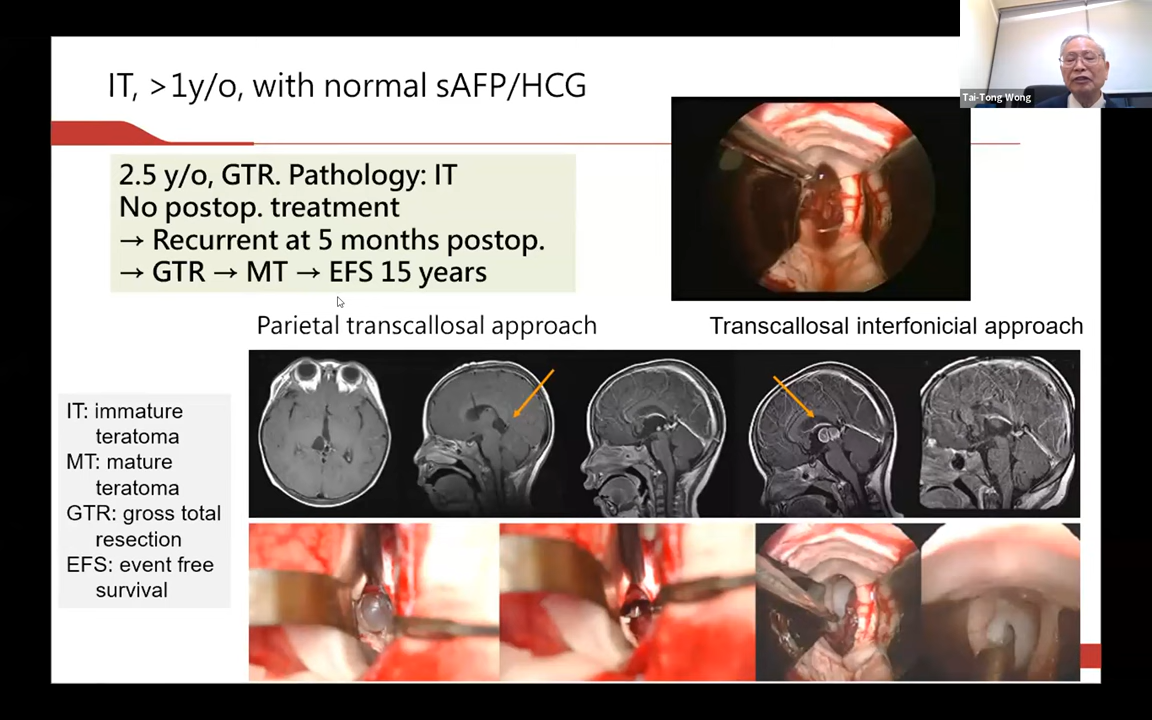 Tai-Tong Wong
IT, >1y/o, with normal sAFP/HCG
2.5 y/o, GTR. Pathology: IT
No postop. treatment
→ Recurrent at 5 months postop.
→ GTR → MT → EFS 15 years
Parietal transcallosal approach
Transcallosal interfonicial approach
IT: immature
teratoma
MT: mature
teratoma
GTR: gross total
resection
EFS: event free
survival